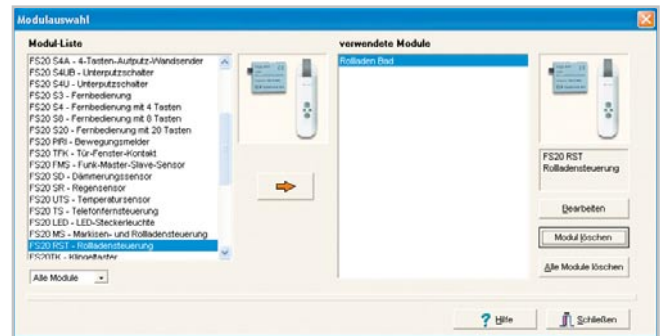 Modulauswahl
Modul-Liste
FS20 S4A - 4-Tasten-Aufputz-Wandsender
FS20 S4UB - Unterputzschalter
FS20 S4U - Unterputzschalter
FS20 S3 - Fernbedienung
FS20 S4 - Fernbedienung mit 4 Tasten
FS20 S8 - Fernbedienung mit 8 Tasten
FS20 S20 - Fernbedienung mit 20 Tasten
FS20 PIRI - Bewegungsmelder
FS20 TFK - Tür-Fenster-Kontakt
FS20 FMS - Funk-Master-Slave-Sensor
FS20 SD - Dämmerungssensor
FS20 SR - Regensensor
FS20 UTS - Temperatursensor
FS20 TS - Telefonfernsteuerung
FS20 LED - LED-Steckerleuchte
FS20 MS - Markisen- und Rolladensteuerung
FS20 RST - Rolladensteuerung
FS20TK - Klingeltaster
Alle Module
verwendete Module
Rolladen Bad
FS20 RST
Rolladensteuerung
Bearbeiten
Modul löschen
Alle Module löschen
Hilfe
Schließen